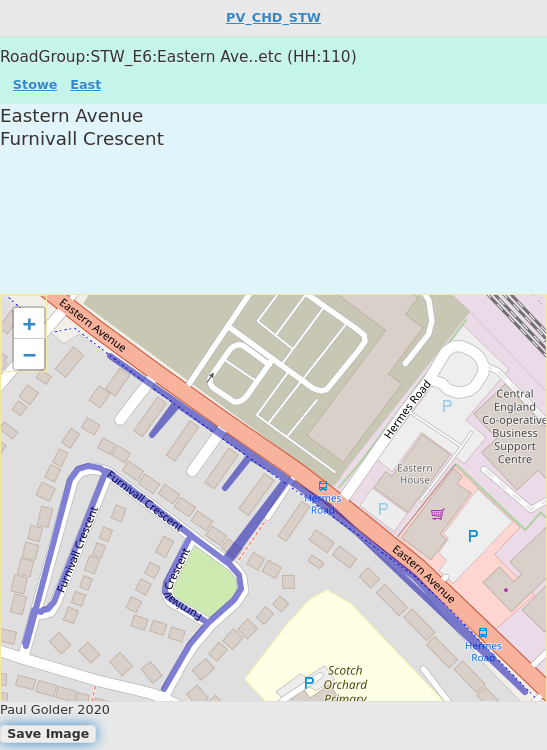 PV_CHD_STW
RoadGroup:STW_E6:Eastern Ave..etc (HH:110)
Stowe East
Eastern Avenue
Furnivall Crescent
+
−
Eastern Avenue
Hermes Road
P
Central
England
Co-operative
Business
Support
Centre
Eastern
House
Furnivall Crescent
Hermes
Road
P
P
Furnivall Crescent
Crescent
Furnivall
Eastern Avenue
Hermes
Road
Scotch
Orchard
Primary
P
Paul Golder 2020
Save Image